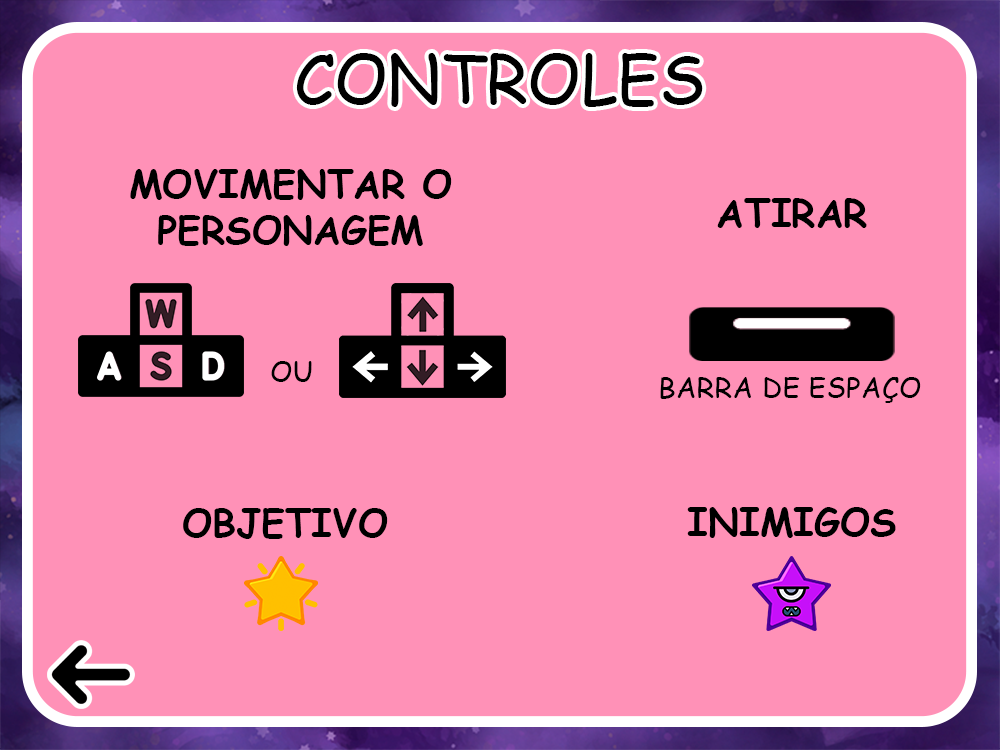 CONTROLES
MOVIMENTAR O
PERSONAGEM
W
A S D
OU
ATIRAR
BARRA DE ESPAÇO
OBJETIVO
INIMIGOS